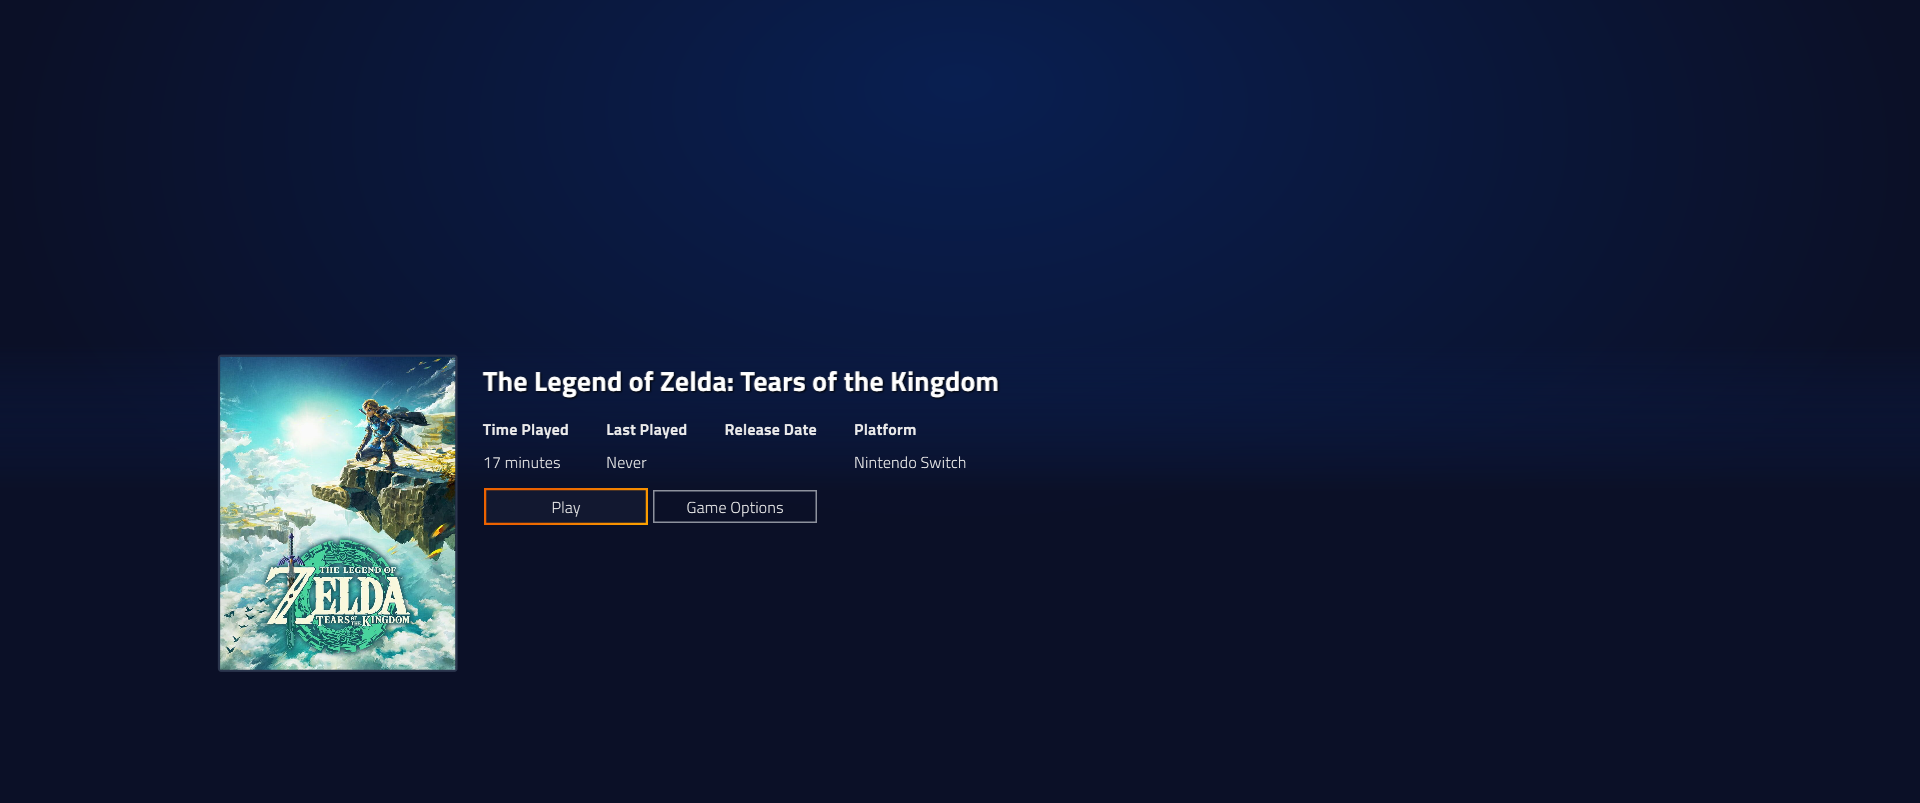 The Legend of Zelda: Tears of the Kingdom
Time Played Last Played Release Date Platform
17 minutes Never Nintendo Switch
Play Game Options
THE LEGEND OF
ZELDA
TEARS OF THE KINGDOM